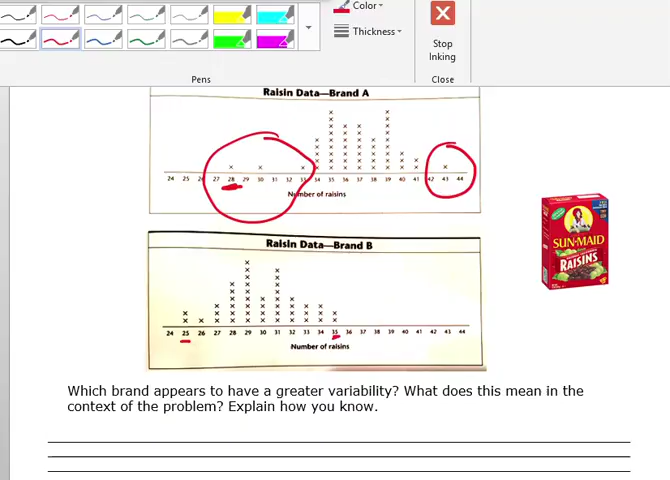 Color
Thickness
Stop
Inking
Pens
Close
Raisin Data—Brand A
24 25 26 27 28 29 30 31 32 33 34 35 36 37 38 39 40 41 42 43 44
Number of raisins
Raisin Data—Brand B
24 25 26 27 28 29 30 31 32 33 34 35 36 37 38 39 40 41 42 43 44
Number of raisins
SUN-MAID
RAISINS
Which brand appears to have a greater variability? What does this mean in the
context of the problem? Explain how you know.